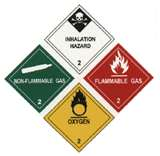 INHALATION
HAZARD
2
NON-FLAMMABLE GAS
2
FLAMMABLE GAS
2
OXYGEN
2